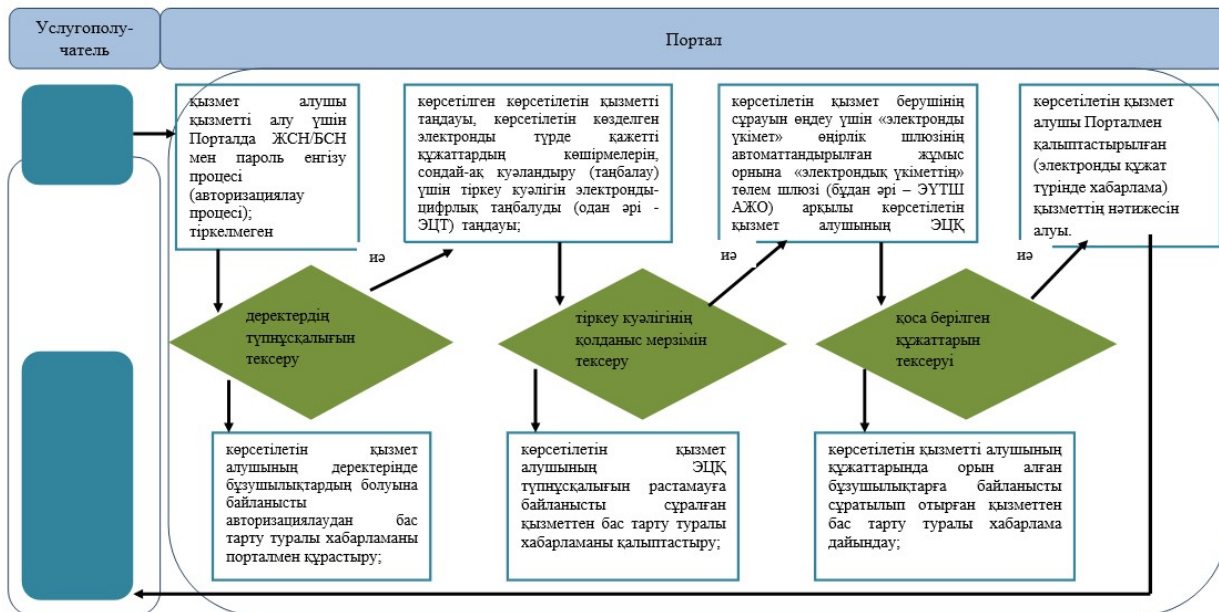 Услугополу-
чатель
Портал
қызмет алушы
қызметті алу үшін
Порталда ЖСН/БСН
мен пароль енгізу
процесі
(авторизациялау
процесі);
тіркелмеген
көрсетілген көрсетілетін қызметті
таңдауы, көрсетілетін көзделген
электронды түрде қажетті
құжаттардың көшірмелерін,
сондай-ақ куәландыру (таңбалау)
үшін тіркеу куәлігін электронды-
цифрлық таңбалуды (одан әрі -
ЭЦТ) таңдауы;
көрсетілетін қызмет берушінің
сұрауын өңдеу үшін «электронды
үкімет» өңірлік шлюзінің
автоматтандырылған жұмыс
орнына «электрондық үкіметтің»
төлем шлюзі (бұдан әрі – ЭҮТШ
АЖО) арқылы көрсетілетін
қызмет алушының ЭЦҚ
көрсетілетін қызмет
алушы Порталмен
қалыптастырылған
(электронды құжат
түрінде хабарлама)
қызметтің нәтижесін
алуы.
иә
иә
иә
деректердің
түпнұсқалығын
тексеру
тіркеу куәлігінің
қолданыс мерзімін
тексеру
қоса берілген
құжаттарын
тексеруі
көрсетілетін қызмет
алушының деректерінде
бұзушылықтардың болуына
байланысты
авторизациялаудан бас
тарту туралы хабарламаны
порталмен құрастыру;
көрсетілетін қызмет
алушының ЭЦҚ
түпнұсқалығын растамауға
байланысты сұралған
қызметтен бас тарту туралы
хабарламаны қалыптастыру;
көрсетілетін қызметті алушының
құжаттарында орын алған
бұзушылықтарға байланысты
сұратылып отырған қызметтен
бас тарту туралы хабарлама
дайындау;